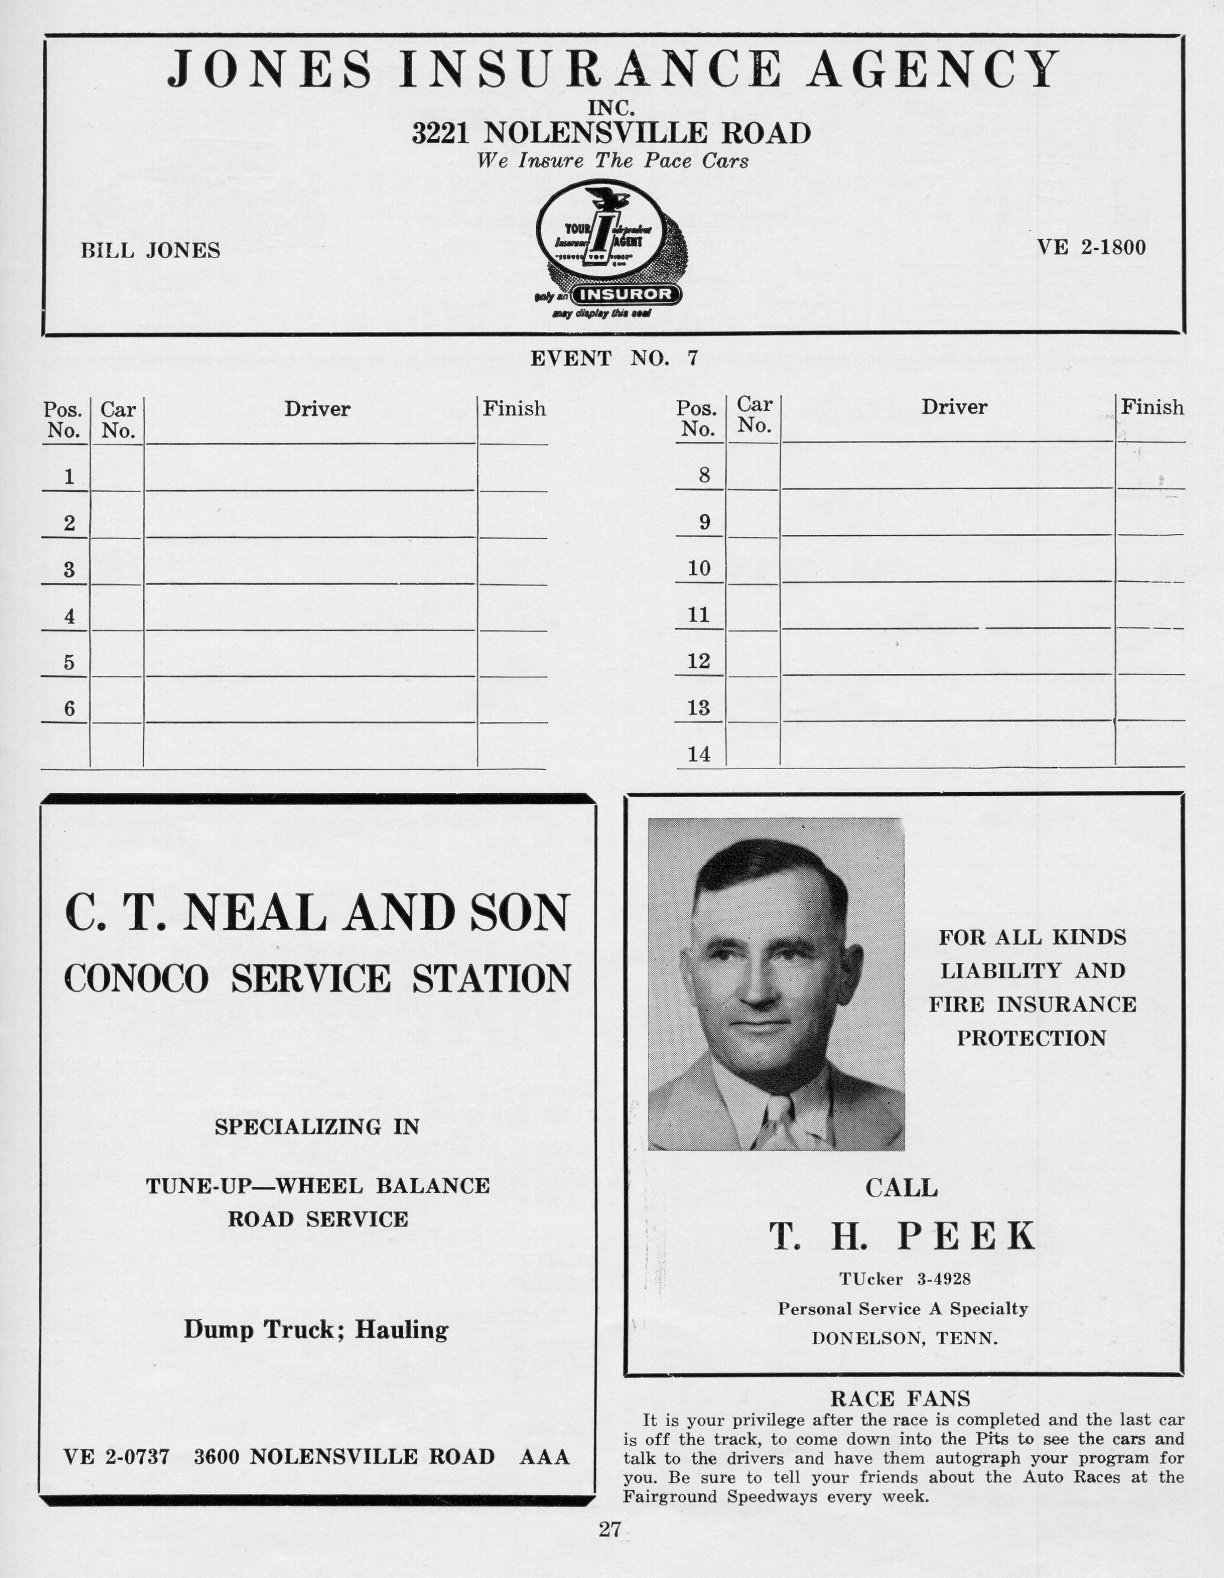 JONES INSURANCE AGENCY
INC.
3221 NOLENSVILLE ROAD
We Insure The Pace Cars
BILL JONES
VE 2-1800
YOUR Independent
Insurance AGENT
"SERVES YOU FIRST"
only an INSUROR
may display this seal
EVENT NO. 7
Pos. No. Car No. Driver Finish
1
2
3
4
5
6
Pos. No. Car No. Driver Finish
8
9
10
11
12
13
14
C. T. NEAL AND SON
CONOCO SERVICE STATION
SPECIALIZING IN
TUNE-UP—WHEEL BALANCE
ROAD SERVICE
Dump Truck; Hauling
VE 2-0737 3600 NOLENSVILLE ROAD AAA
FOR ALL KINDS
LIABILITY AND
FIRE INSURANCE
PROTECTION
CALL
T. H. PEEK
TUcker 3-4928
Personal Service A Specialty
DONELSON, TENN.
RACE FANS
It is your privilege after the race is completed and the last car
is off the track, to come down into the Pits to see the cars and
talk to the drivers and have them autograph your program for
you. Be sure to tell your friends about the Auto Races at the
Fairground Speedways every week.
27